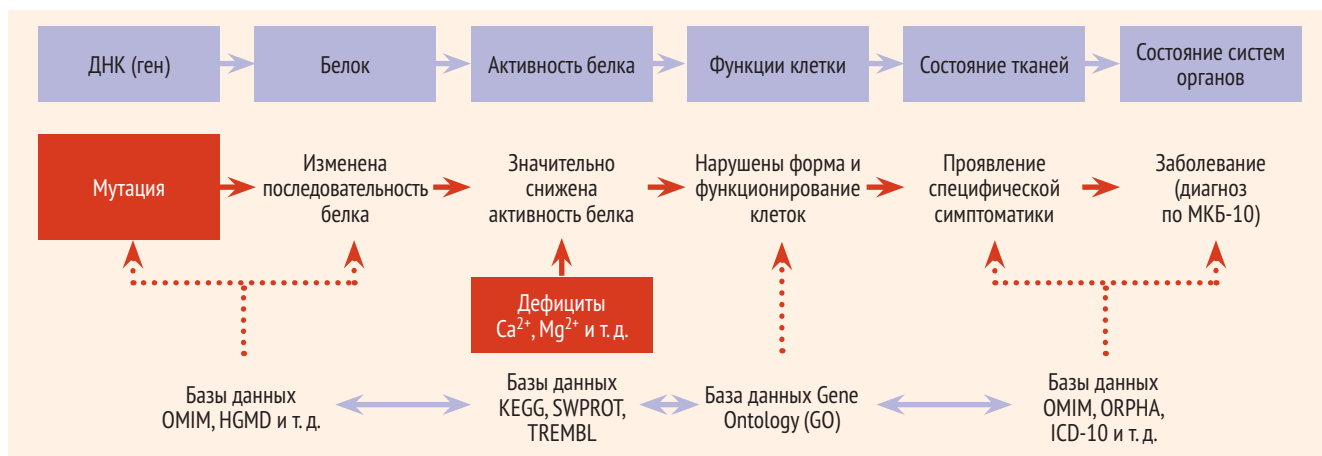 ДНК (ген)
Белок
Активность белка
Функции клетки
Состояние тканей
Состояние систем
органов
Мутация
Изменена
последовательность
белка
Значительно
снижена
активность белка
Нарушены форма и
функционирование
клеток
Проявление
специфической
симптоматики
Заболевание
(диагноз
по МКБ-10)
Дефициты
Ca²⁺, Mg²⁺ и т. д.
Базы данных
OMIM, HGMD и т. д.
Базы данных
KEGG, SWPROT,
TREMBL
База данных Gene
Ontology (GO)
Базы данных
OMIM, ORPHA,
ICD-10 и т. д.